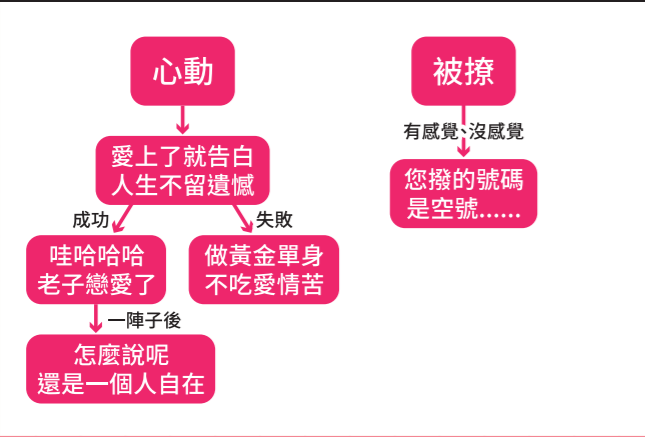 心動
被撩
愛上了就告白
人生不留遺憾
有感覺、沒感覺
您撥的號碼
是空號......
成功
失敗
哇哈哈哈
老子戀愛了
做黃金單身
不吃愛情苦
一陣子後
怎麼說呢
還是一個人自在